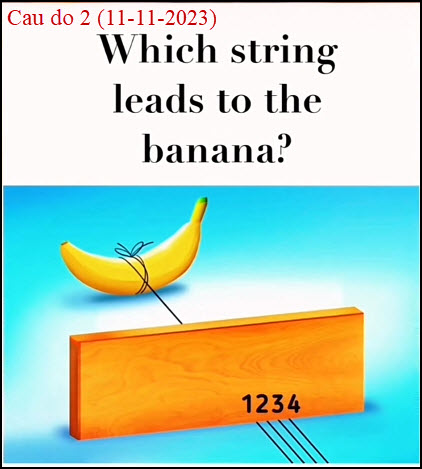 Cau do 2 (11-11-2023)
Which string
leads to the
banana?
1234